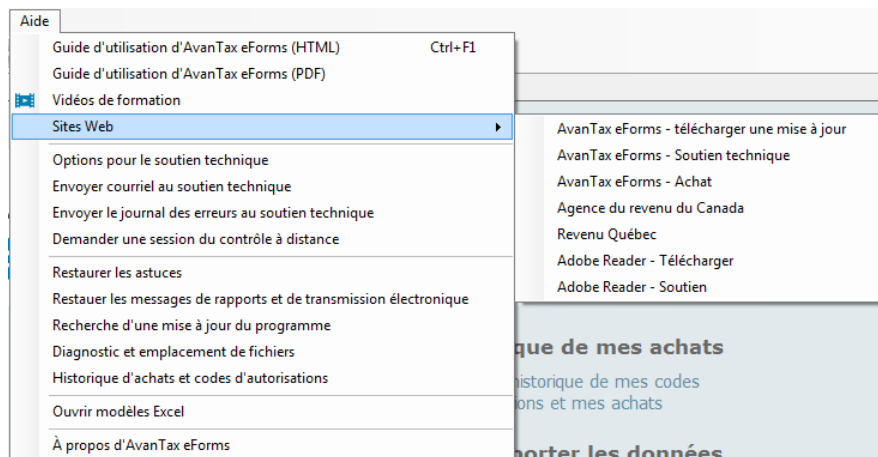 Aide
Guide d'utilisation d'AvanTax eForms (HTML) Ctrl+F1
Guide d'utilisation d'AvanTax eForms (PDF)
Vidéos de formation
Sites Web
Options pour le soutien technique
Envoyer courriel au soutien technique
Envoyer le journal des erreurs au soutien technique
Demander une session du contrôle à distance
Restaurer les astuces
Restauer les messages de rapports et de transmission électronique
Recherche d'une mise à jour du programme
Diagnostic et emplacement de fichiers
Historique d'achats et codes d'autorisations
Ouvrir modèles Excel
À propos d'AvanTax eForms
AvanTax eForms - télécharger une mise à jour
AvanTax eForms - Soutien technique
AvanTax eForms - Achat
Agence du revenu du Canada
Revenu Québec
Adobe Reader - Télécharger
Adobe Reader - Soutien
que de mes achats
historique de mes codes
ions et mes achats
porter les données